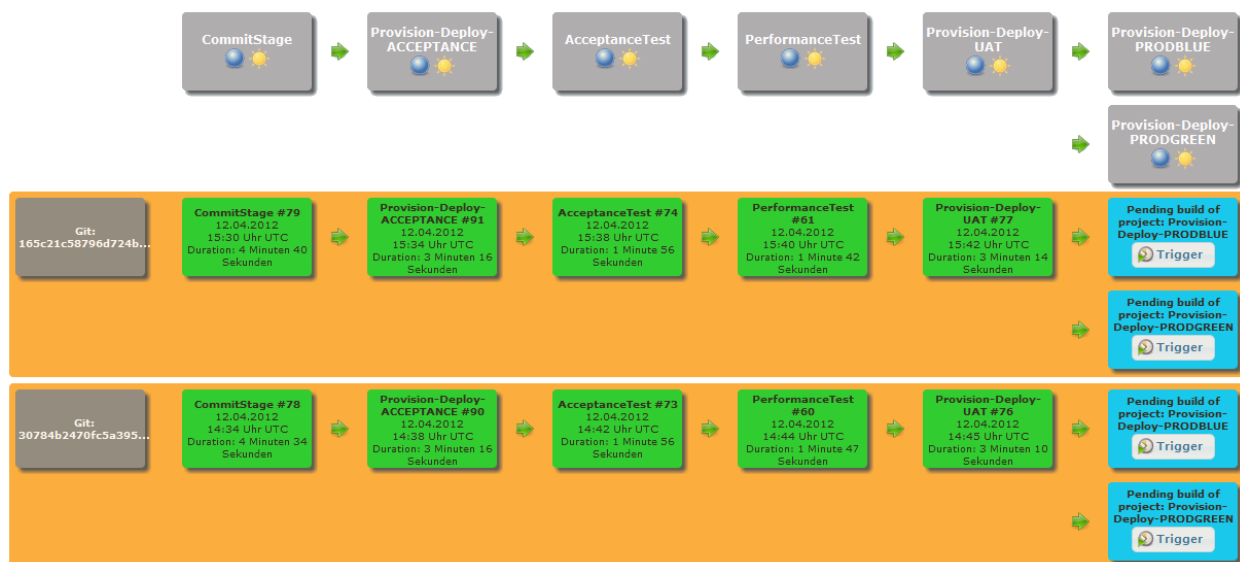 CommitStage
Provision-Deploy-
ACCEPTANCE
AcceptanceTest
PerformanceTest
Provision-Deploy-
UAT
Provision-Deploy-
PRODBLUE
Provision-Deploy-
PRODGREEN
Git:
165c21c58796d724b...
CommitStage #79
12.04.2012
15:30 Uhr UTC
Duration: 4 Minuten 40
Sekunden
Provision-Deploy-
ACCEPTANCE #91
12.04.2012
15:34 Uhr UTC
Duration: 3 Minuten 16
Sekunden
AcceptanceTest #74
12.04.2012
15:38 Uhr UTC
Duration: 1 Minute 56
Sekunden
PerformanceTest
#61
12.04.2012
15:40 Uhr UTC
Duration: 1 Minute 42
Sekunden
Provision-Deploy-
UAT #77
12.04.2012
15:42 Uhr UTC
Duration: 3 Minuten 14
Sekunden
Pending build of
project: Provision-
Deploy-PRODBLUE
Trigger
Pending build of
project: Provision-
Deploy-PRODGREEN
Trigger
Git:
30784b2470fc5a395...
CommitStage #78
12.04.2012
14:34 Uhr UTC
Duration: 4 Minuten 34
Sekunden
Provision-Deploy-
ACCEPTANCE #90
12.04.2012
14:38 Uhr UTC
Duration: 3 Minuten 16
Sekunden
AcceptanceTest #73
12.04.2012
14:42 Uhr UTC
Duration: 1 Minute 56
Sekunden
PerformanceTest
#60
12.04.2012
14:44 Uhr UTC
Duration: 1 Minute 47
Sekunden
Provision-Deploy-
UAT #76
12.04.2012
14:45 Uhr UTC
Duration: 3 Minuten 10
Sekunden
Pending build of
project: Provision-
Deploy-PRODBLUE
Trigger
Pending build of
project: Provision-
Deploy-PRODGREEN
Trigger